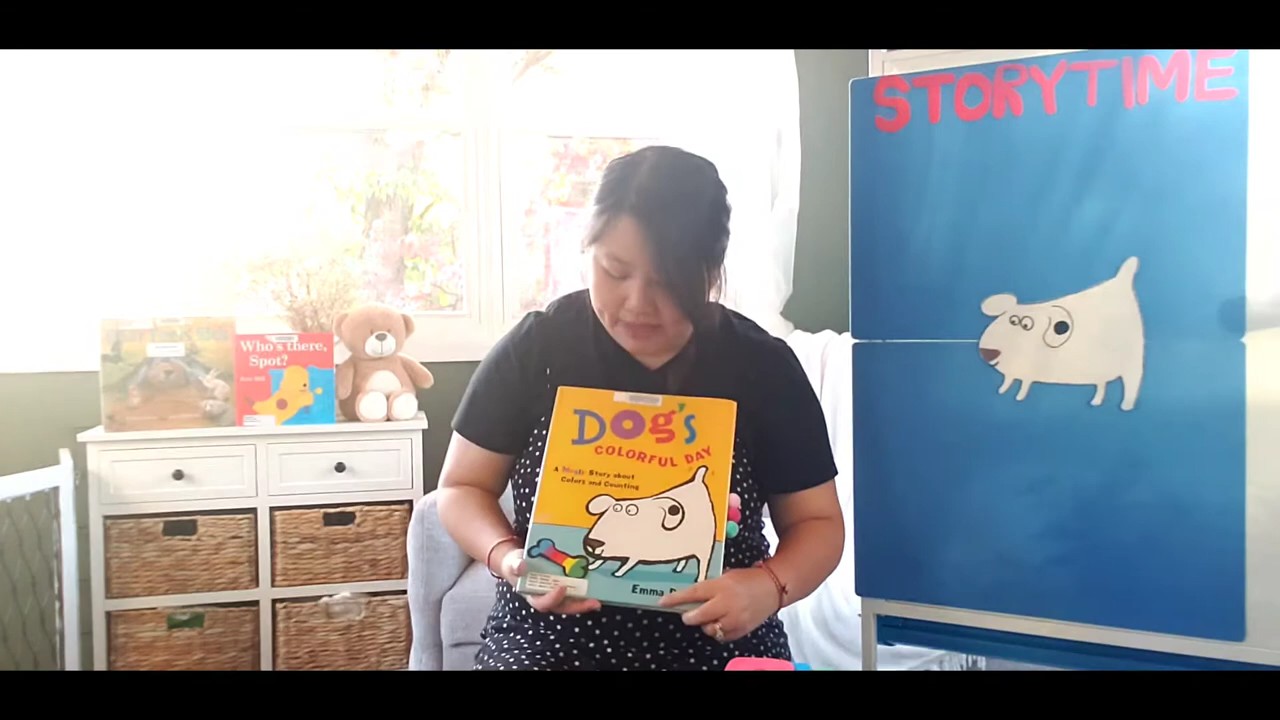 STORYTIME
Who's there,
Spot?
DOG'S
COLORFUL DAY
A Messy Story about
Colors and Counting
Emma